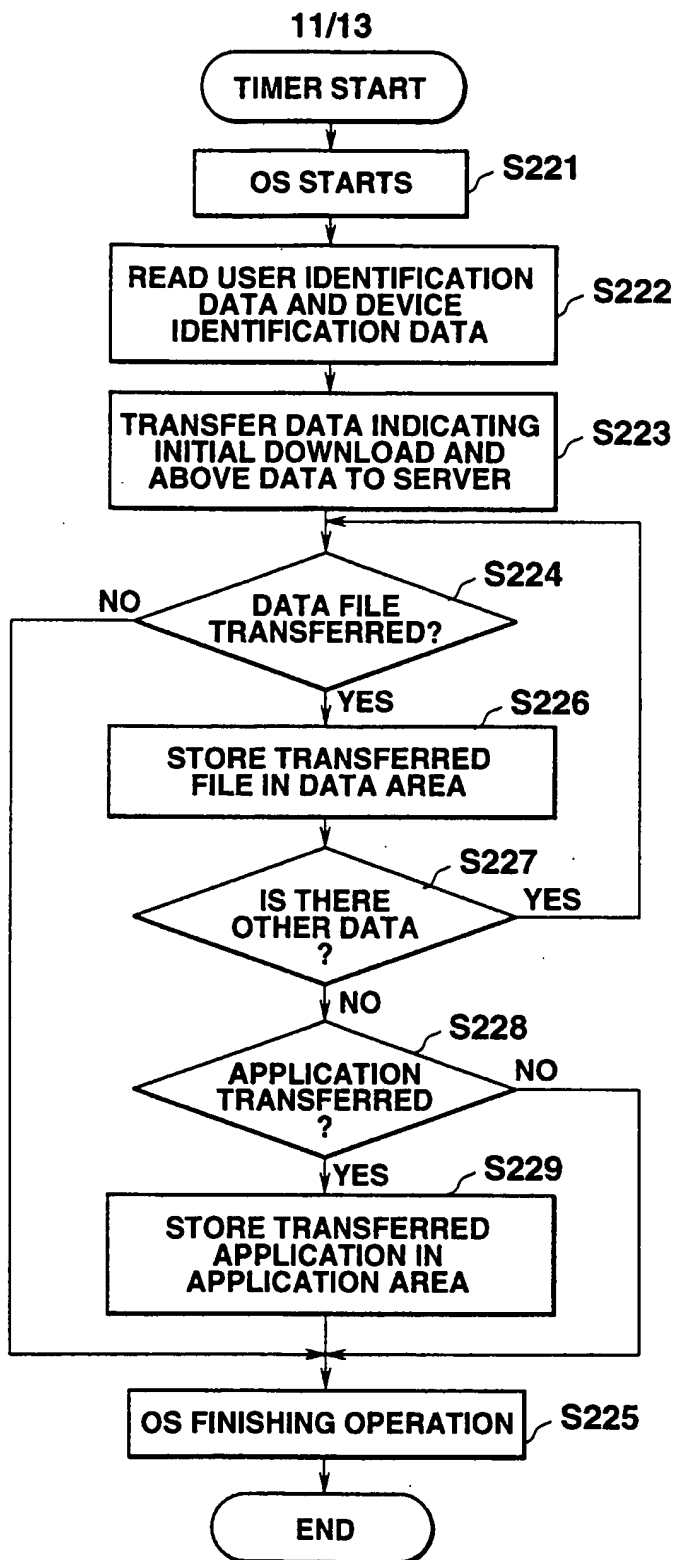 11/13
TIMER START
OS STARTS
S221
READ USER IDENTIFICATION
DATA AND DEVICE
IDENTIFICATION DATA
S222
TRANSFER DATA INDICATING
INITIAL DOWNLOAD AND
ABOVE DATA TO SERVER
S223
S224
NO
DATA FILE
TRANSFERRED?
YES
S226
STORE TRANSFERRED
FILE IN DATA AREA
S227
IS THERE
OTHER DATA
?
YES
NO
S228
APPLICATION
TRANSFERRED
?
NO
YES
S229
STORE TRANSFERRED
APPLICATION IN
APPLICATION AREA
OS FINISHING OPERATION
S225
END